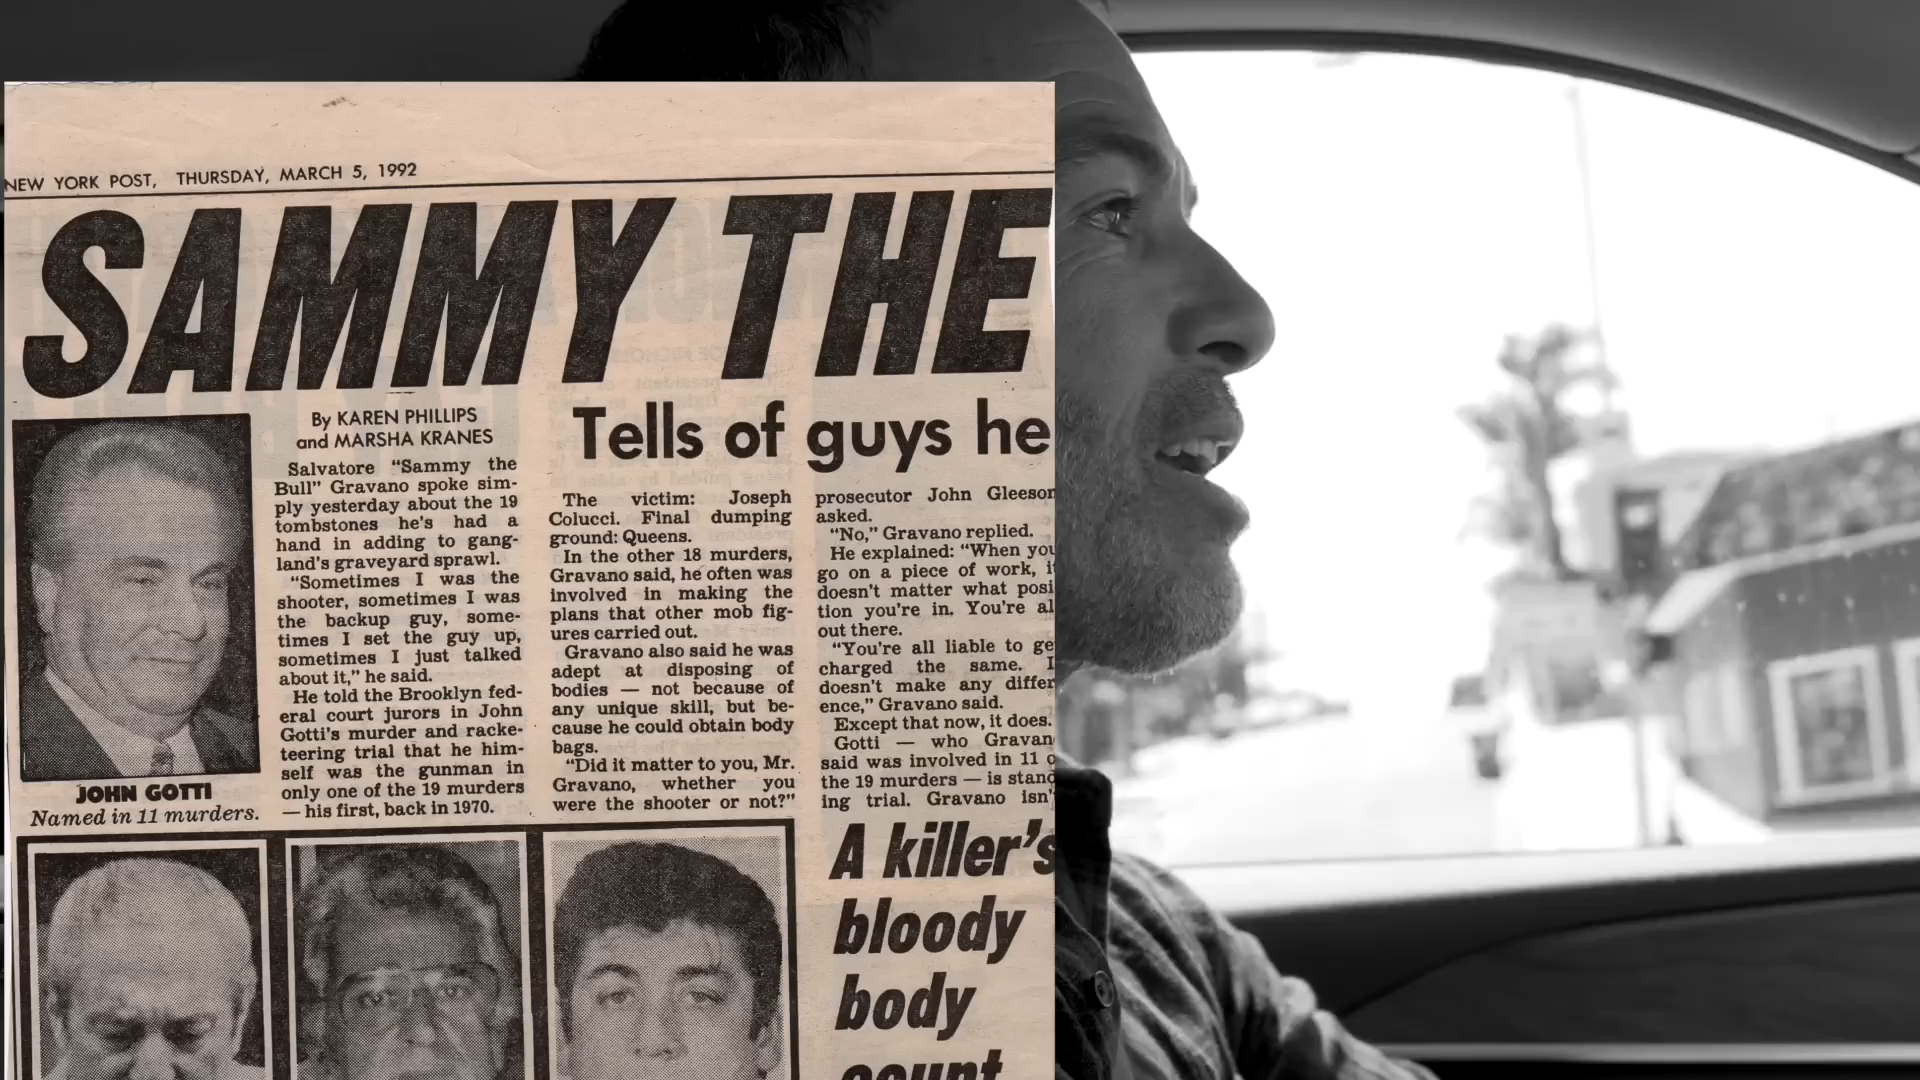 NEW YORK POST, THURSDAY, MARCH 5, 1992
SAMMY THE
Tells of guys he
By KAREN PHILLIPS
and MARSHA KRANES
Salvatore “Sammy the
Bull” Gravano spoke sim-
ply yesterday about the 19
tombstones he's had a
hand in adding to gang-
land's graveyard sprawl.
“Sometimes I was the
shooter, sometimes I was
the backup guy, some-
times I set the guy up,
sometimes I just talked
about it,” he said.
He told the Brooklyn fed-
eral court jurors in John
Gotti's murder and racke-
teering trial that he him-
self was the gunman in
only one of the 19 murders
— his first, back in 1970.
The victim: Joseph
Colucci. Final dumping
ground: Queens.
In the other 18 murders,
Gravano said, he often was
involved in making the
plans that other mob fig-
ures carried out.
Gravano also said he was
adept at disposing of
bodies — not because of
any unique skill, but be-
cause he could obtain body
bags.
“Did it matter to you, Mr.
Gravano, whether you
were the shooter or not?”
prosecutor John Gleeson
asked.
“No,” Gravano replied.
He explained: “When you
go on a piece of work, it
doesn't matter what posi
tion you're in. You're al
out there.
“You're all liable to ge
charged the same. I
doesn't make any differ
ence,” Gravano said.
Except that now, it does.
Gotti — who Gravan
said was involved in 11 o
the 19 murders — is stand
ing trial. Gravano isn'
JOHN GOTTI
Named in 11 murders.
A killer's
bloody
body
count